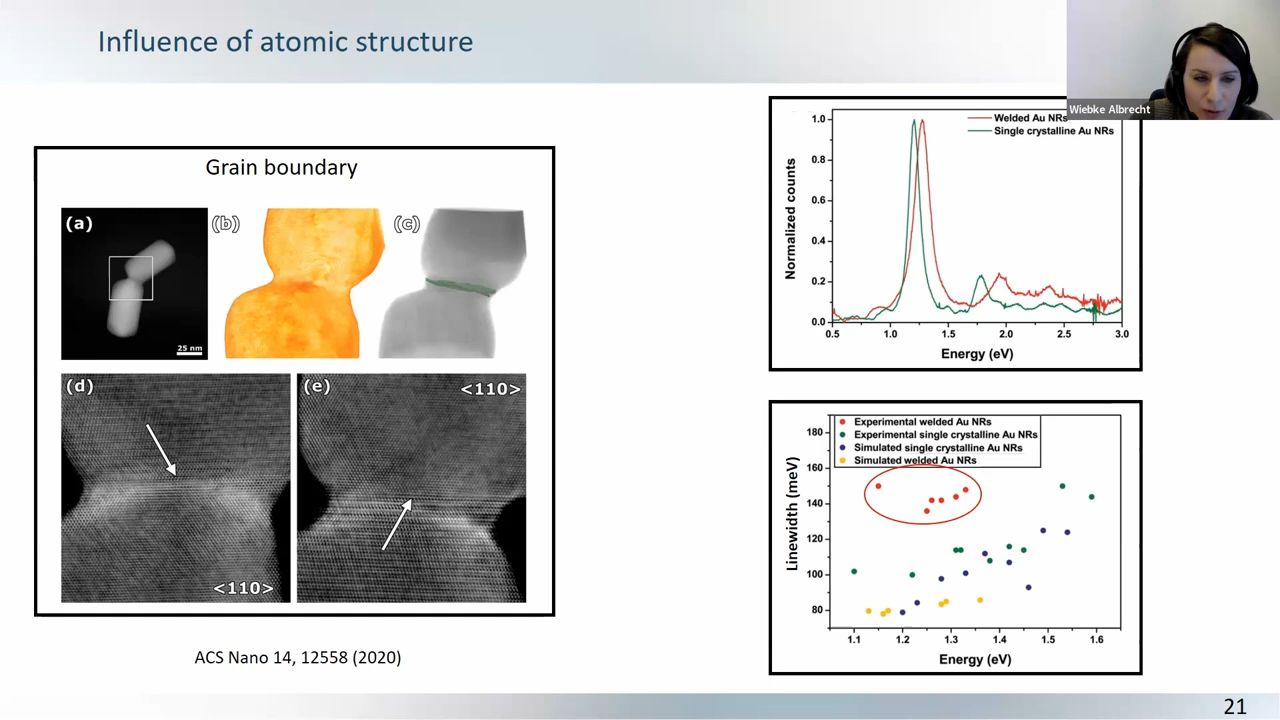 Influence of atomic structure
Wiebke Albrecht
Grain boundary
(a)
(b)
(c)
25 nm
(d)
<110>
(e)
<110>
ACS Nano 14, 12558 (2020)
Welded Au NRs
Single crystalline Au NRs
Normalized counts
1.0
0.8
0.6
0.4
0.2
0.0
0.5 1.0 1.5 2.0 2.5 3.0
Energy (eV)
Experimental welded Au NRs
Experimental single crystalline Au NRs
Simulated single crystalline Au NRs
Simulated welded Au NRs
Linewidth (meV)
180
160
140
120
100
80
1.1 1.2 1.3 1.4 1.5 1.6
Energy (eV)
21